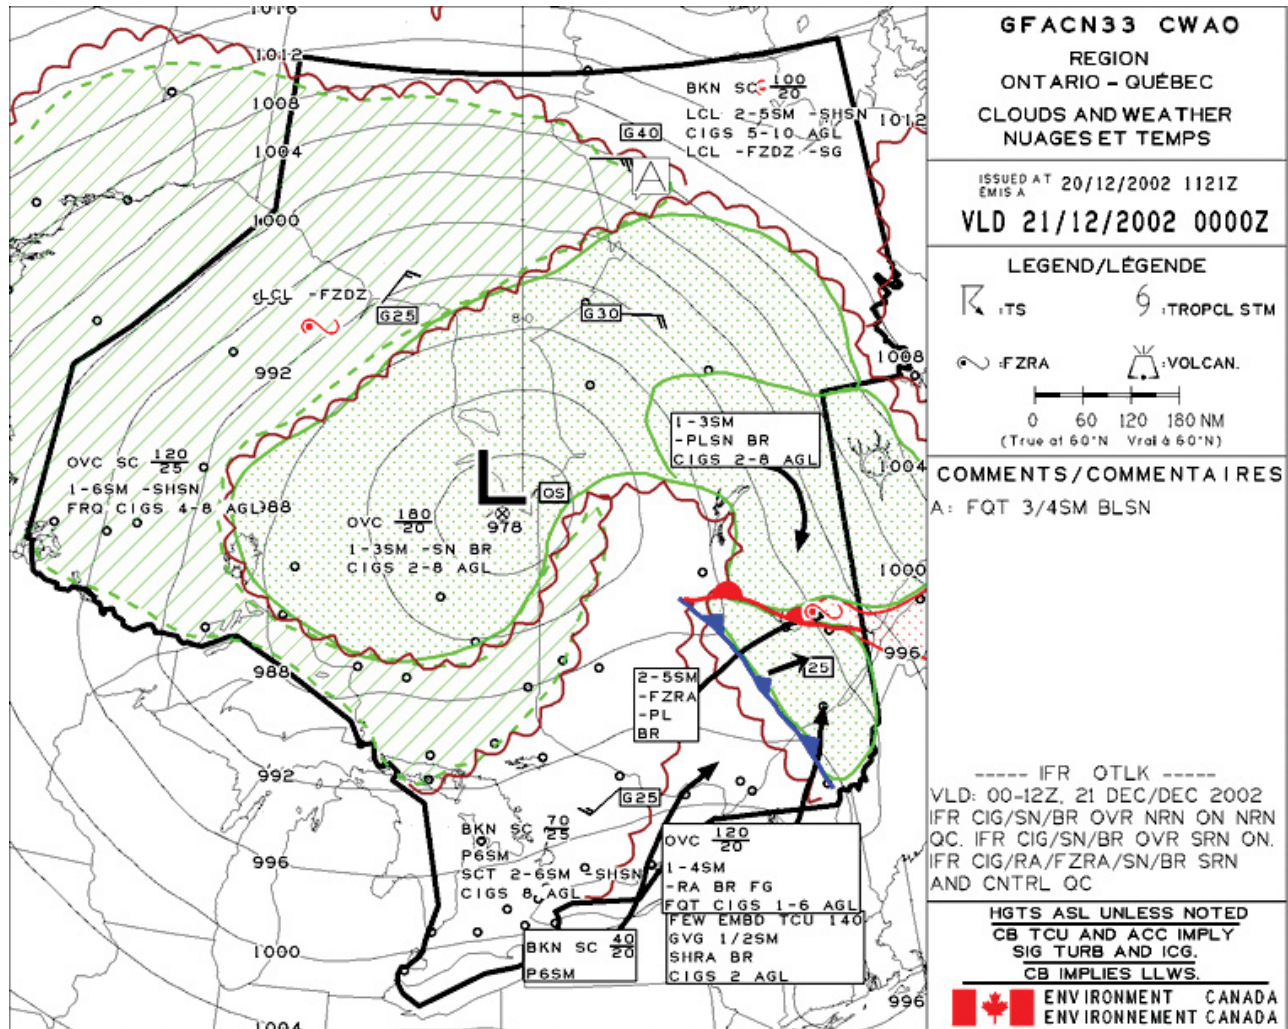 1016
1012
1008
1004
1000
BKN SC 100/20
LCL 2-5SM -SHSN
CIGS 5-10 AGL
LCL -FZDZ -SG
1012
G40
A
LCL -FZDZ
G25
G30
80
992
1008
1-3SM
-PLSN BR
CIGS 2-8 AGL
1004
OVC SC 120/25
1-6SM -SHSN
FRQ CIGS 4-8 AGL
988
L
QS
978
OVC 180/20
1-3SM -SN BR
CIGS 2-8 AGL
1000
996
25
988
2-5SM
-FZRA
-PL
BR
992
G25
BKN SC 70/25
P6SM
SCT 2-6SM -SHSN
CIGS 8 AGL
OVC 120/20
1-4SM
-RA BR FG
FQT CIGS 1-6 AGL
FEW EMBD TCU 140
GVG 1/2SM
SHRA BR
CIGS 2 AGL
996
BKN SC 40/20
P6SM
1000
996
1004
GFACN33 CWAO
REGION
ONTARIO - QUÉBEC
CLOUDS AND WEATHER
NUAGES ET TEMPS
ISSUED AT
ÉMIS A
20/12/2002 1121Z
VLD 21/12/2002 0000Z
LEGEND/LÉGENDE
:TS :TROPCL STM
:FZRA :VOLCAN.
0 60 120 180 NM
(True at 60°N Vrai à 60°N)
COMMENTS/COMMENTAIRES
A: FQT 3/4SM BLSN
----- IFR OTLK -----
VLD: 00-12Z, 21 DEC/DEC 2002
IFR CIG/SN/BR OVR NRN ON NRN
QC. IFR CIG/SN/BR OVR SRN ON.
IFR CIG/RA/FZRA/SN/BR SRN
AND CNTRL QC
HGTS ASL UNLESS NOTED
CB TCU AND ACC IMPLY
SIG TURB AND ICG.
CB IMPLIES LLWS.
ENVIRONMENT CANADA
ENVIRONNEMENT CANADA